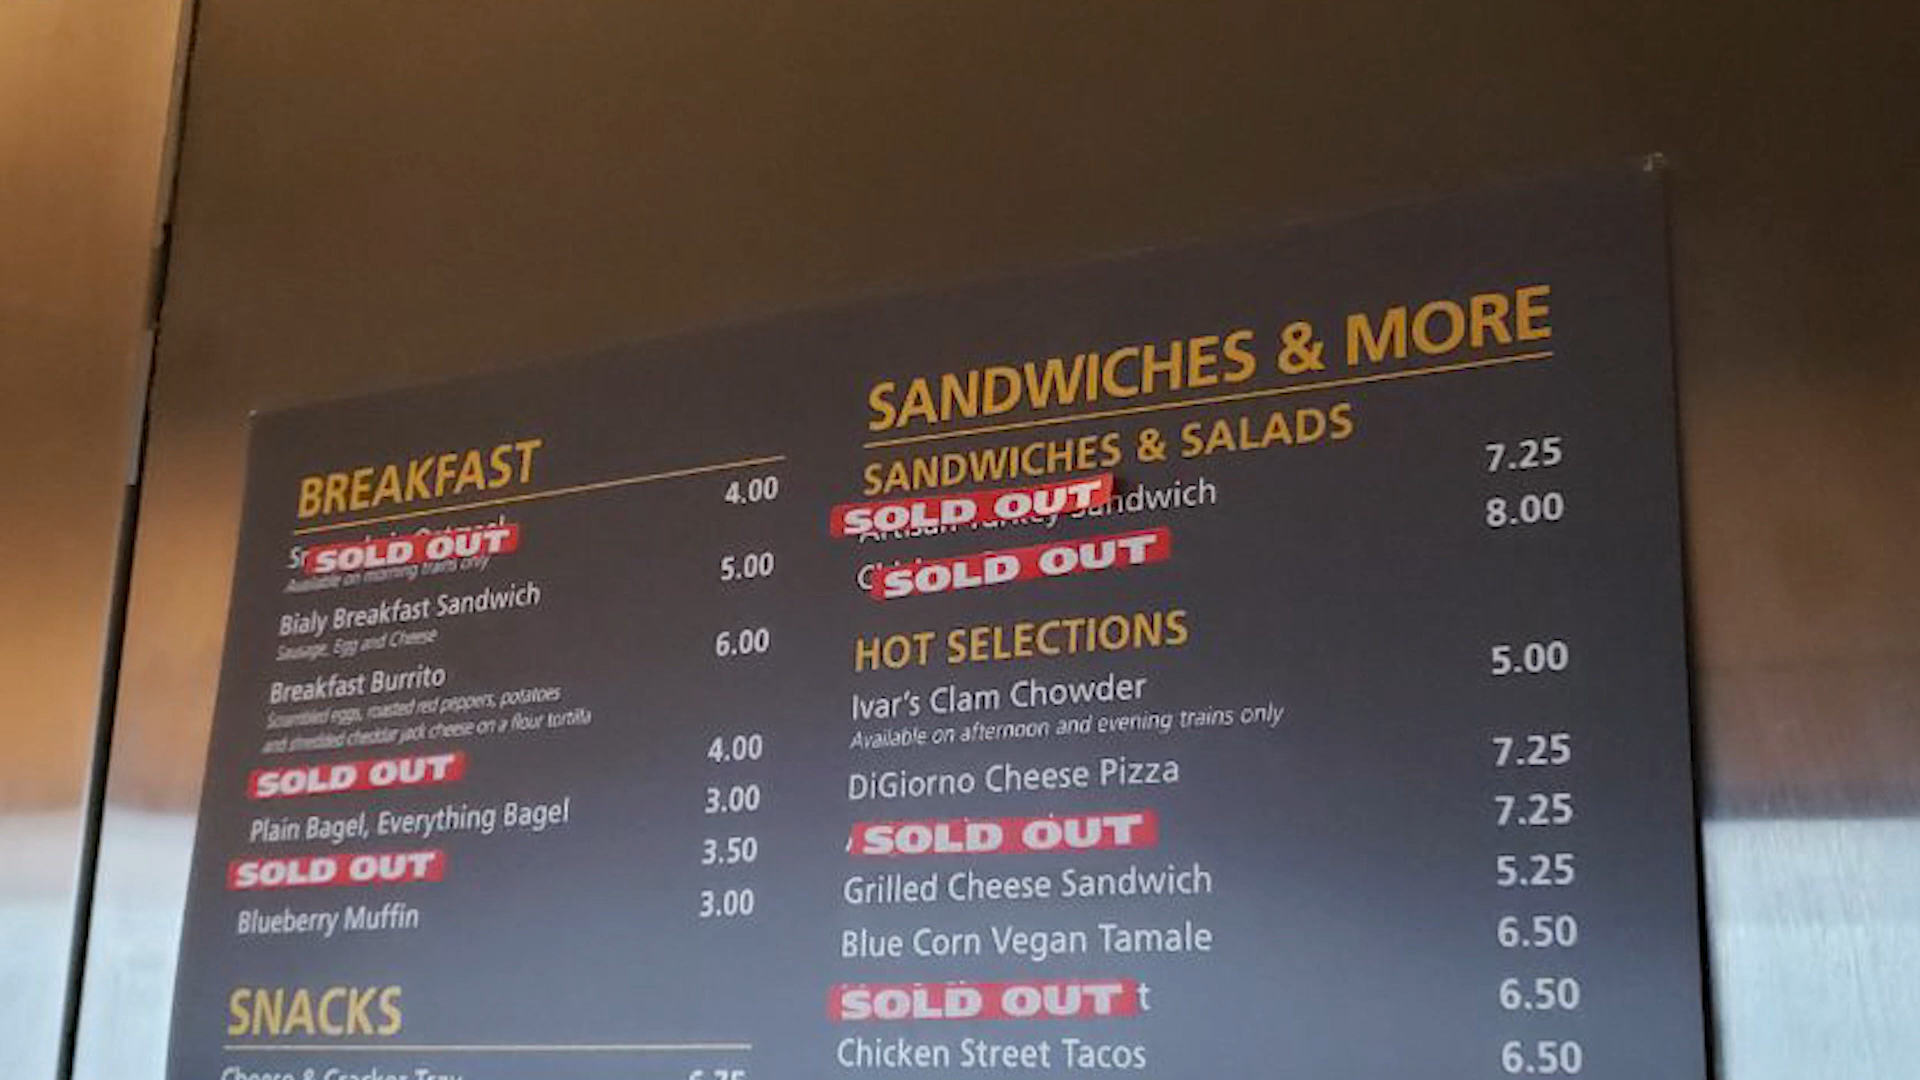 BREAKFAST
4.00
SOLD OUT
Available on morning trains only
Bialy Breakfast Sandwich 5.00
Sausage, Egg and Cheese
Breakfast Burrito 6.00
Scrambled eggs, roasted red peppers, potatoes
and shredded cheddar jack cheese on a flour tortilla
SOLD OUT 4.00
Plain Bagel, Everything Bagel 3.00
SOLD OUT 3.50
Blueberry Muffin 3.00
SNACKS
Cheese & Cracker Tray 6.75
SANDWICHES & MORE
SANDWICHES & SALADS
SOLD OUT
Artisan Turkey Sandwich 7.25
SOLD OUT 8.00
HOT SELECTIONS
Ivar's Clam Chowder 5.00
Available on afternoon and evening trains only
DiGiorno Cheese Pizza 7.25
SOLD OUT 7.25
Grilled Cheese Sandwich 5.25
Blue Corn Vegan Tamale 6.50
SOLD OUT t 6.50
Chicken Street Tacos 6.50